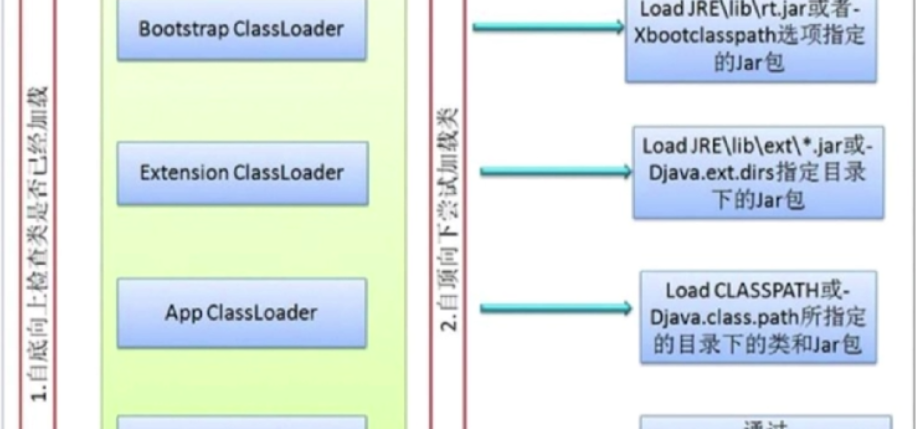 1.自底向上检查类是否已经加载
Bootstrap ClassLoader
Extension ClassLoader
App ClassLoader
2.自顶向下尝试加载类
Load JRE\lib\rt.jar或者-
Xbootclasspath选项指定
的Jar包
Load JRE\lib\ext\*.jar或-
Djava.ext.dirs指定目录
下的Jar包
Load CLASSPATH或-
Djava.class.path所指定
的目录下的类和Jar包
通过